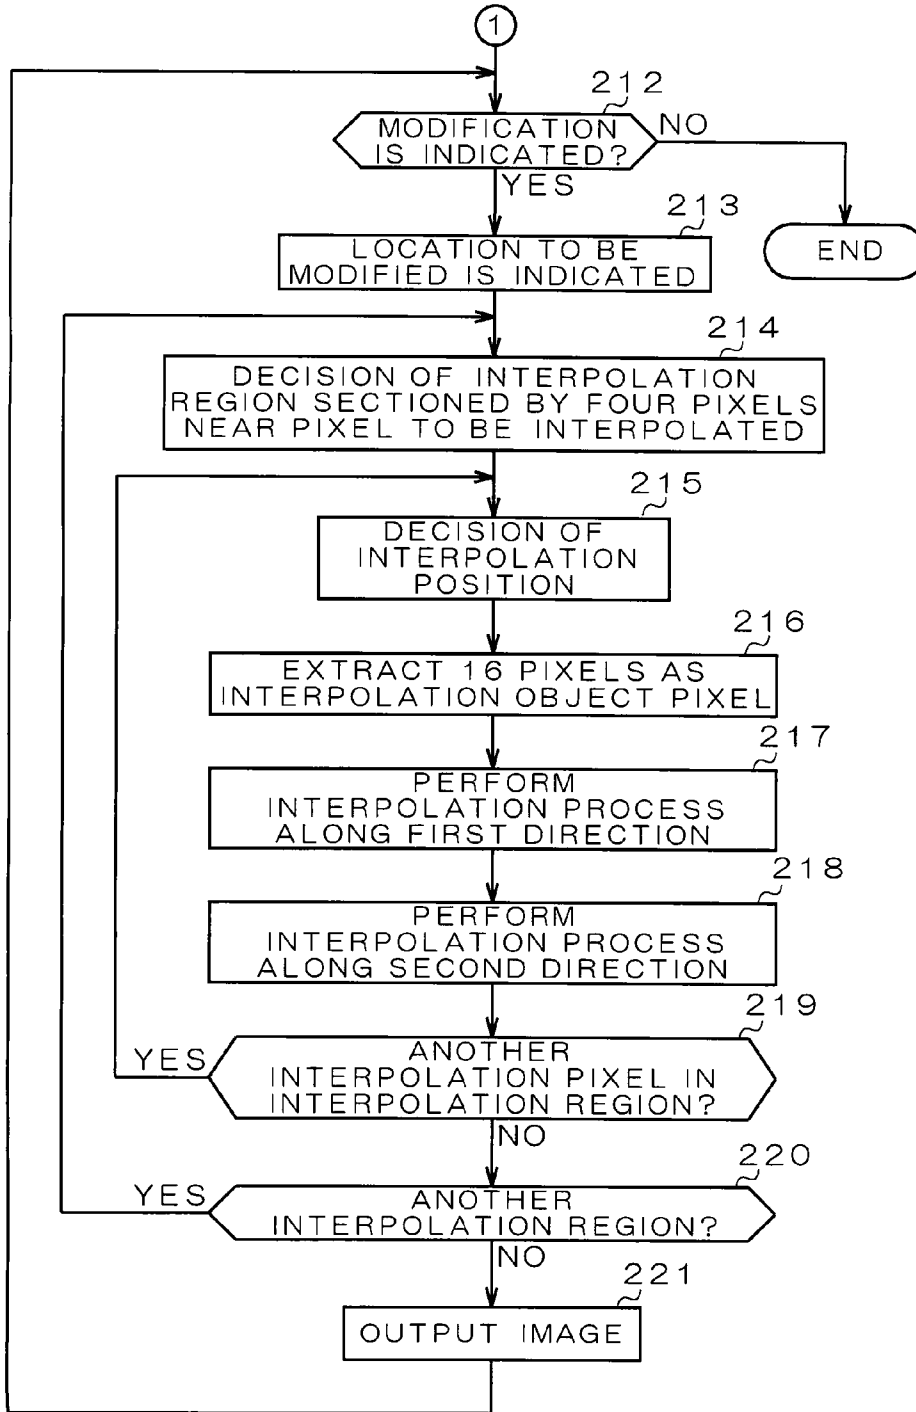 1
212
MODIFICATION
IS INDICATED?
NO
YES
213
LOCATION TO BE
MODIFIED IS INDICATED
END
214
DECISION OF INTERPOLATION
REGION SECTIONED BY FOUR PIXELS
NEAR PIXEL TO BE INTERPOLATED
215
DECISION OF
INTERPOLATION
POSITION
216
EXTRACT 16 PIXELS AS
INTERPOLATION OBJECT PIXEL
217
PERFORM
INTERPOLATION PROCESS
ALONG FIRST DIRECTION
218
PERFORM
INTERPOLATION PROCESS
ALONG SECOND DIRECTION
219
YES
ANOTHER
INTERPOLATION PIXEL IN
INTERPOLATION REGION?
NO
220
YES
ANOTHER
INTERPOLATION REGION?
NO
221
OUTPUT IMAGE